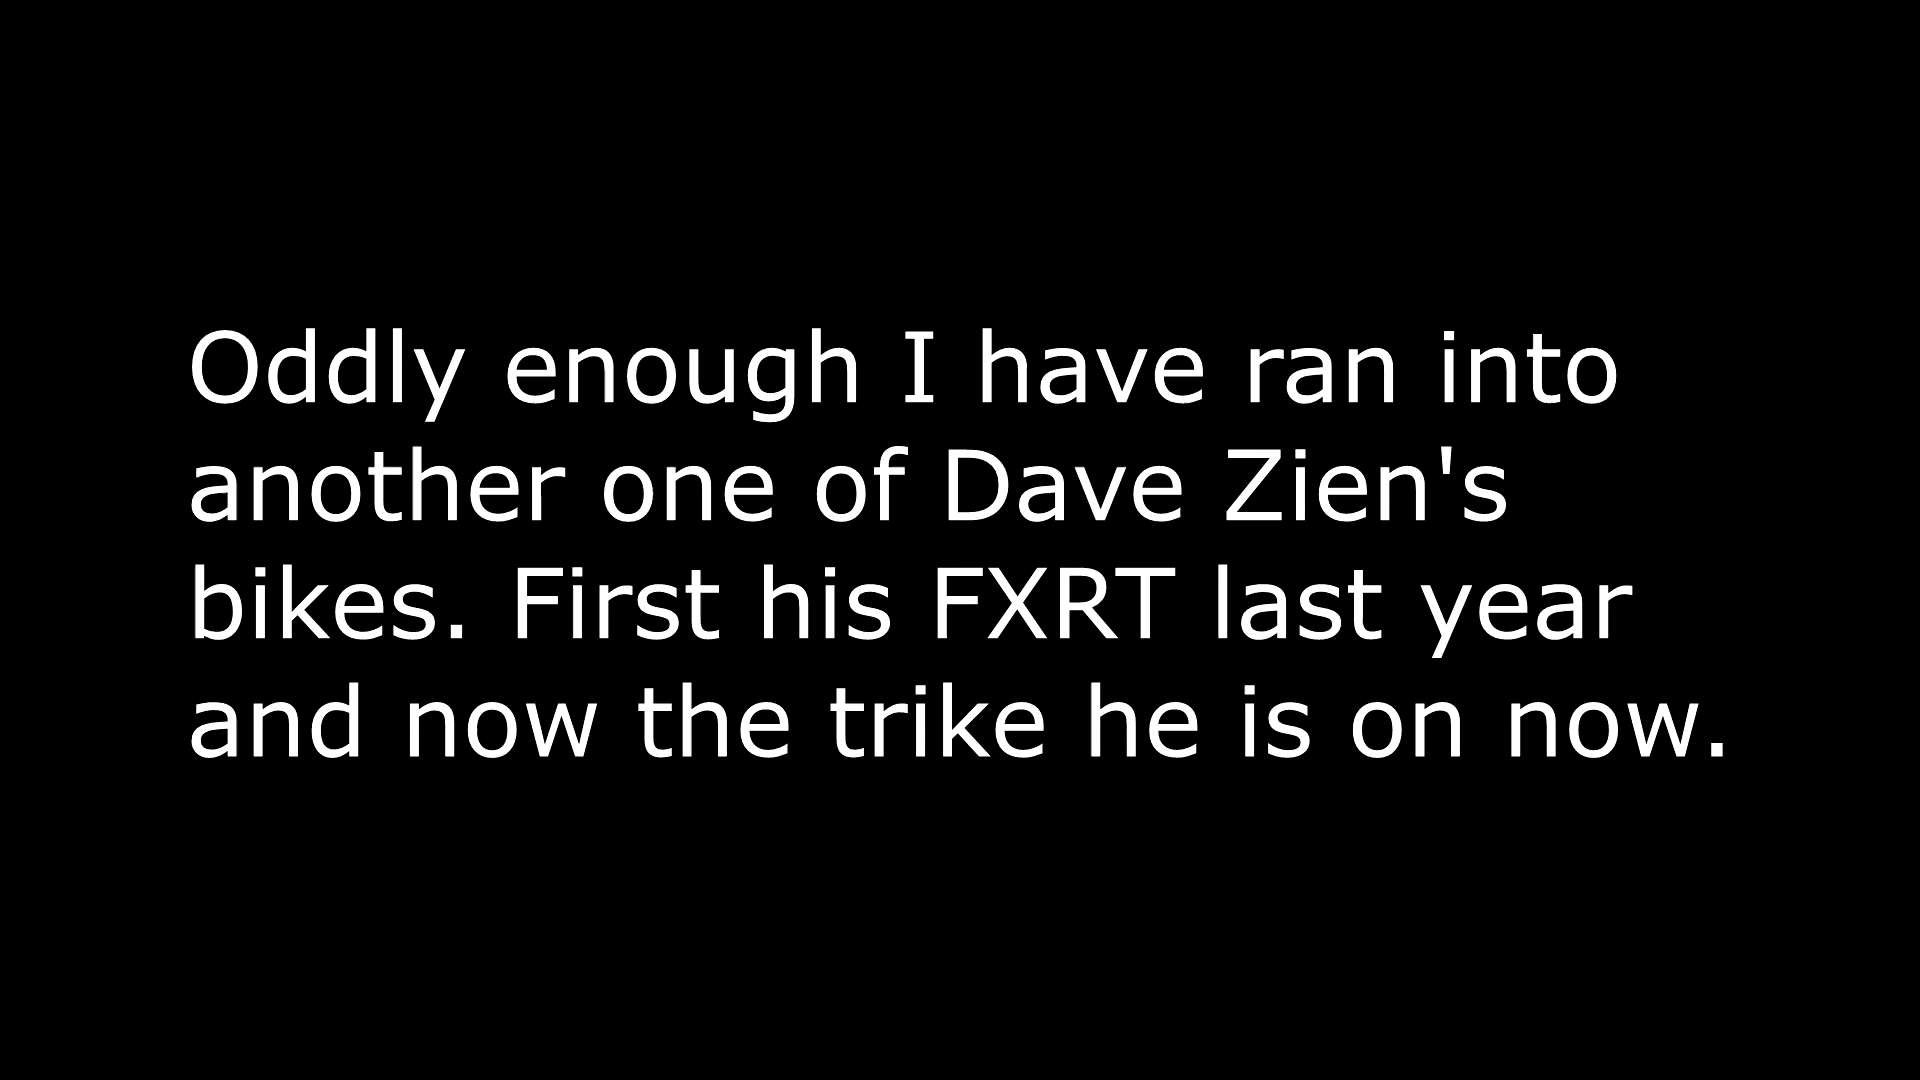 Oddly enough I have ran into
another one of Dave Zien's
bikes. First his FXRT last year
and now the trike he is on now.